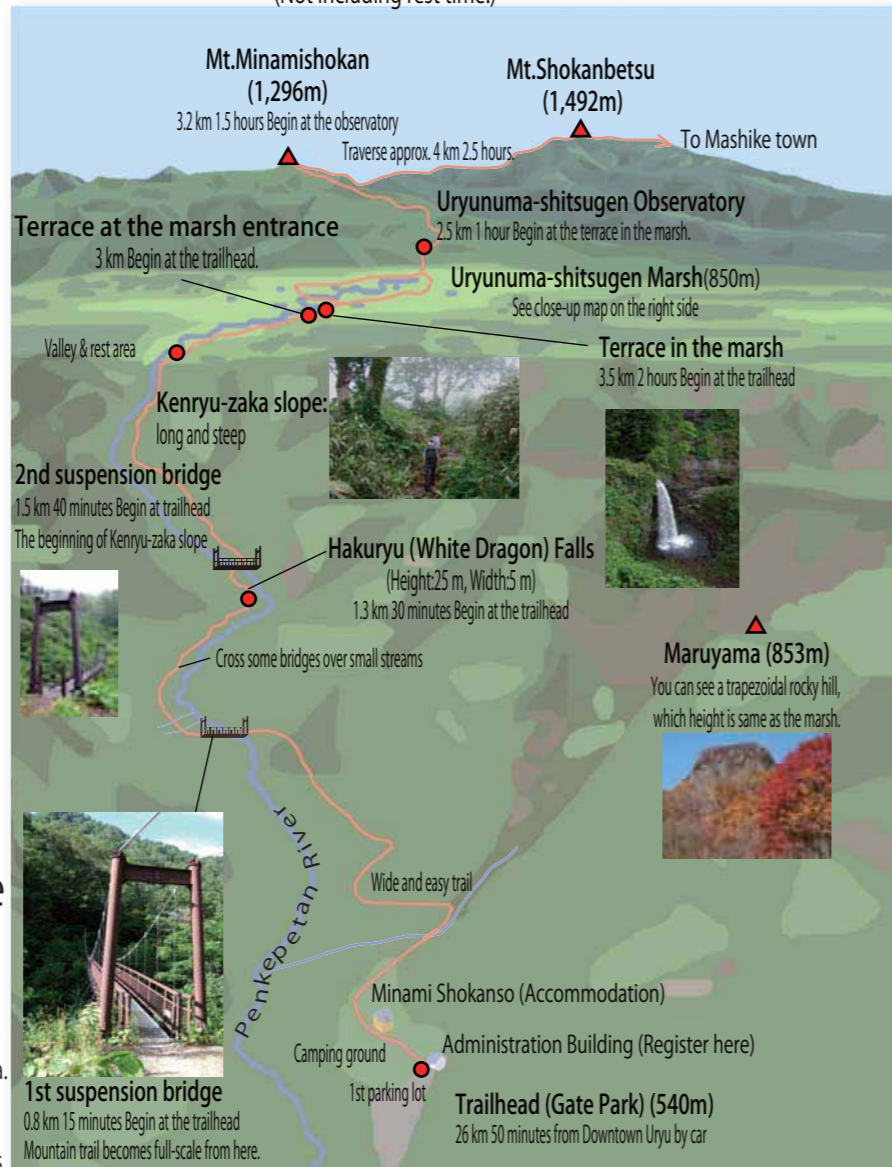 (Not including rest time.)
Mt.Minamishokan
(1,296m)
3.2 km 1.5 hours Begin at the observatory
Mt.Shokanbetsu
(1,492m)
To Mashike town
Traverse approx. 4 km 2.5 hours.
Uryunuma-shitsugen Observatory
2.5 km 1 hour Begin at the terrace in the marsh.
Terrace at the marsh entrance
3 km Begin at the trailhead.
Uryunuma-shitsugen Marsh(850m)
See close-up map on the right side
Valley & rest area
Terrace in the marsh
3.5 km 2 hours Begin at the trailhead
Kenryu-zaka slope:
long and steep
2nd suspension bridge
1.5 km 40 minutes Begin at trailhead
The beginning of Kenryu-zaka slope
Hakuryu (White Dragon) Falls
(Height:25 m, Width:5 m)
1.3 km 30 minutes Begin at the trailhead
Cross some bridges over small streams
Maruyama (853m)
You can see a trapezoidal rocky hill,
which height is same as the marsh.
Penkepetan River
Wide and easy trail
Minami Shokanso (Accommodation)
Camping ground
Administration Building (Register here)
1st parking lot
Trailhead (Gate Park) (540m)
26 km 50 minutes from Downtown Uryu by car
1st suspension bridge
0.8 km 15 minutes Begin at the trailhead
Mountain trail becomes full-scale from here.